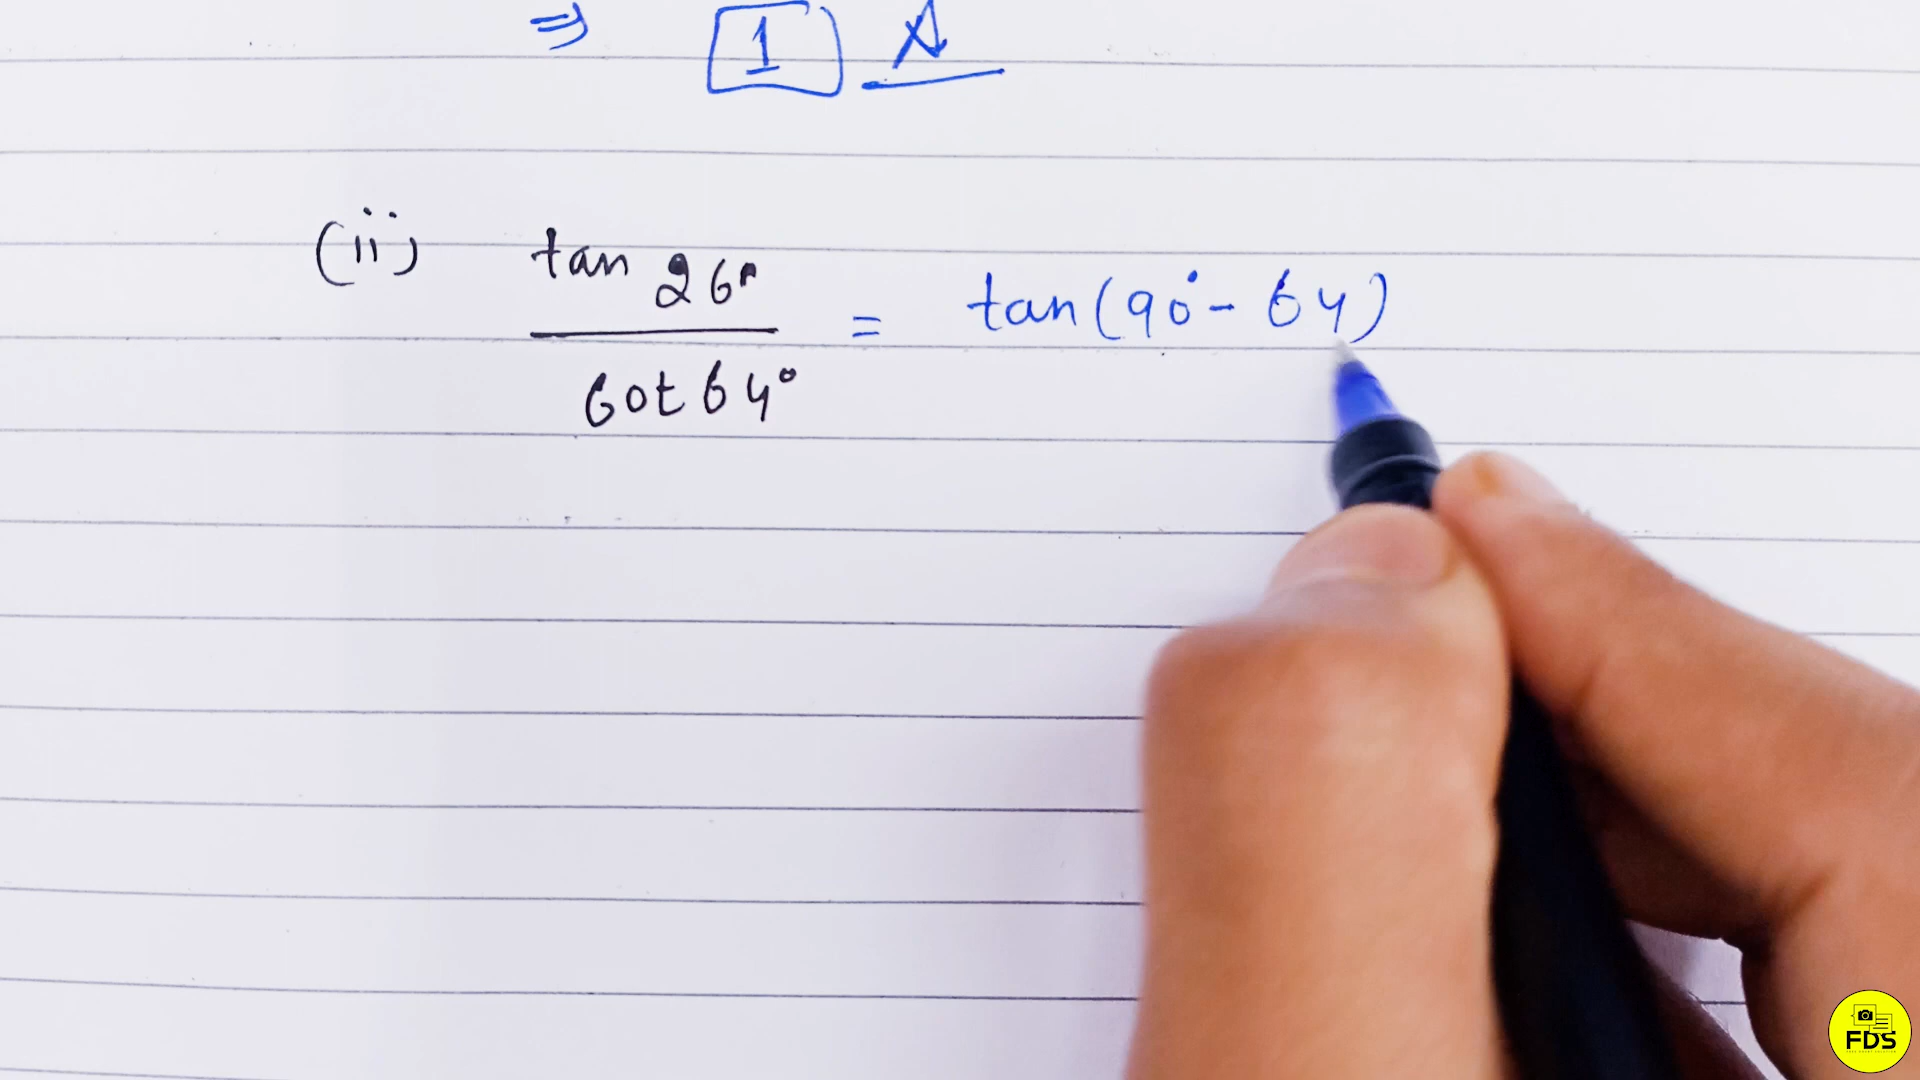 ⇒ 1 A
(ii) tan 26°
= tan(90° - 64)
cot 64°
FDS